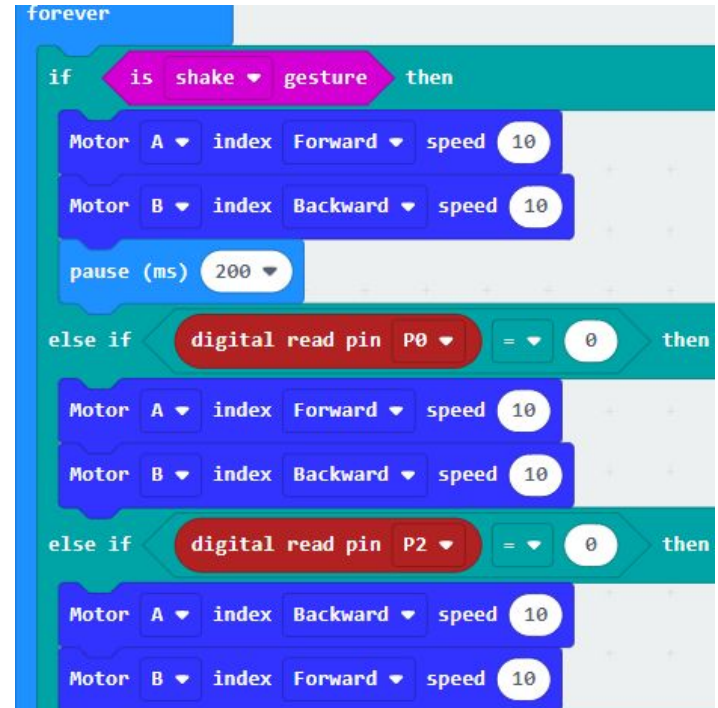 forever
if is shake gesture then
Motor A index Forward speed 10
Motor B index Backward speed 10
pause (ms) 200
else if digital read pin P0 = 0 then
Motor A index Forward speed 10
Motor B index Backward speed 10
else if digital read pin P2 = 0 then
Motor A index Backward speed 10
Motor B index Forward speed 10